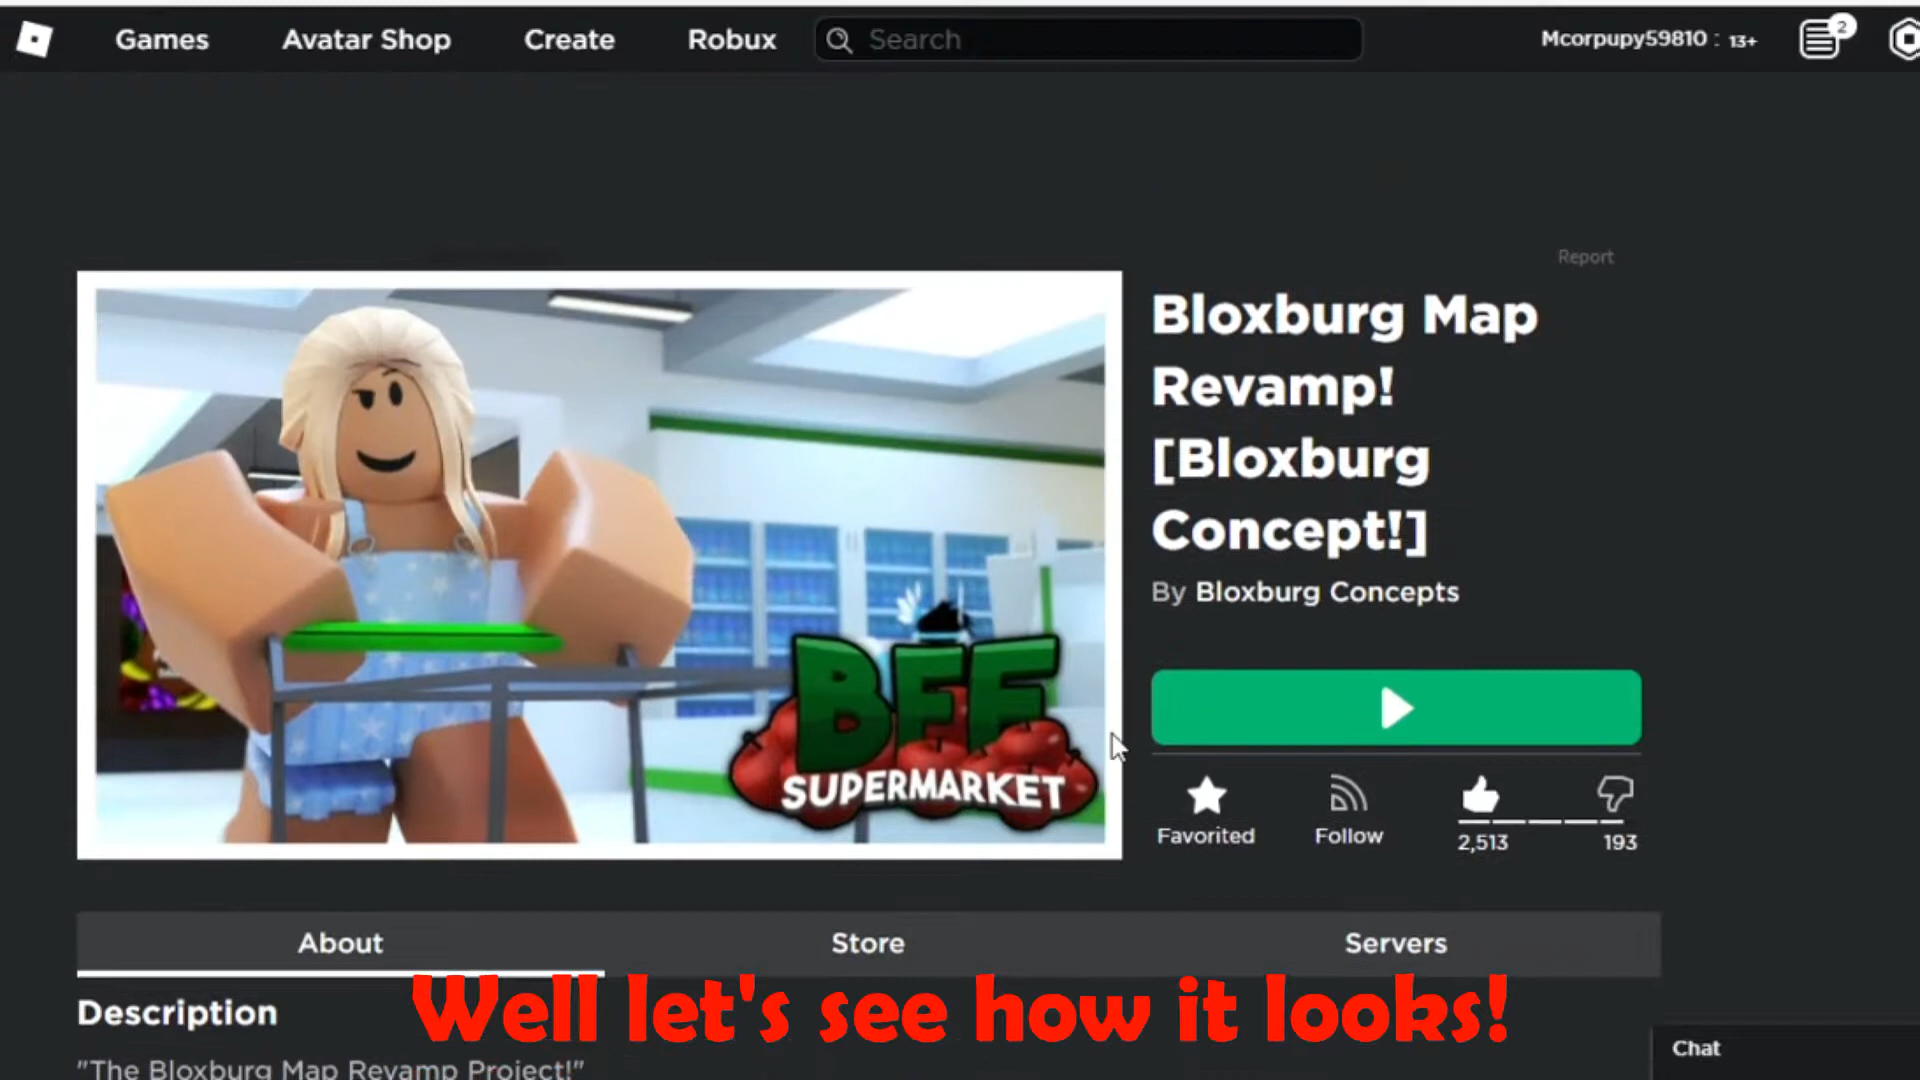 Games Avatar Shop Create Robux Search Mcorpupy59810 : 13+ 2
Report
Bloxburg Map
Revamp!
[Bloxburg
Concept!]
By Bloxburg Concepts
BFF
SUPERMARKET
Favorited Follow 2,513 193
About Store Servers
Description
Well let's see how it looks!
"The Bloxburg Map Revamp Project!"
Chat